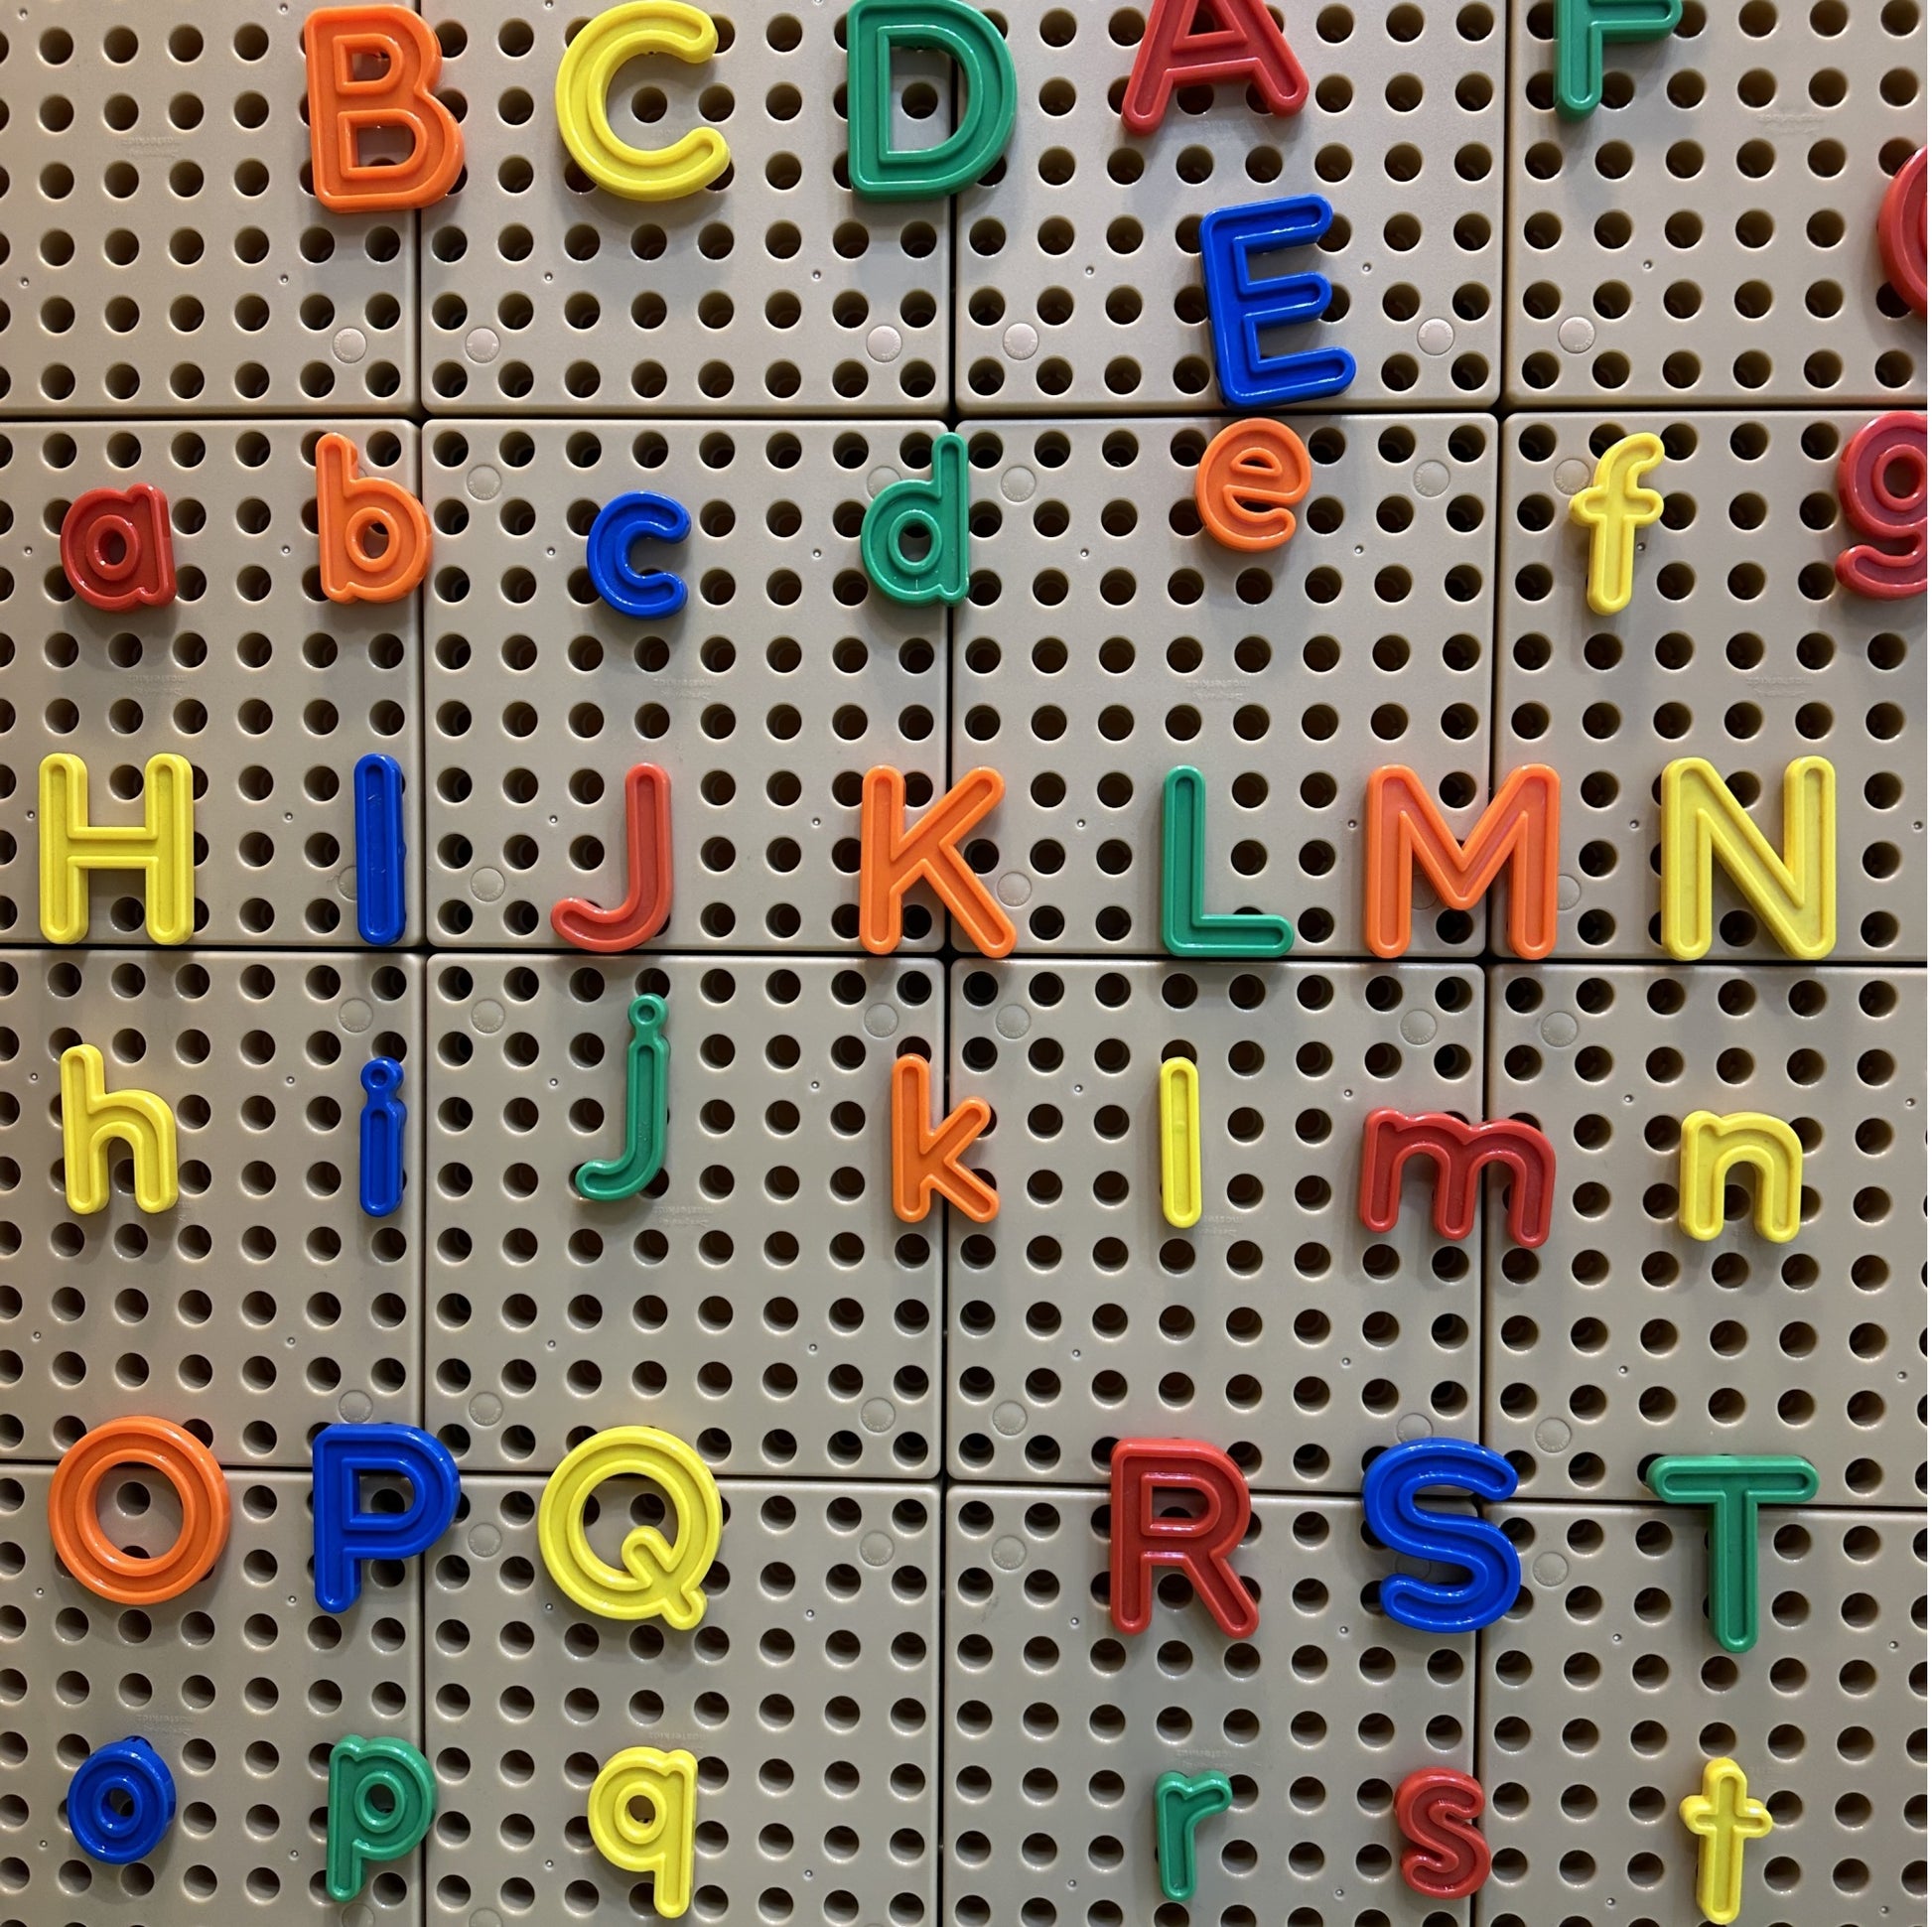 B C D A F
E
a b c d e f g
H I J K L M N
h i j k l m n
O P Q R S T
o p q r s t